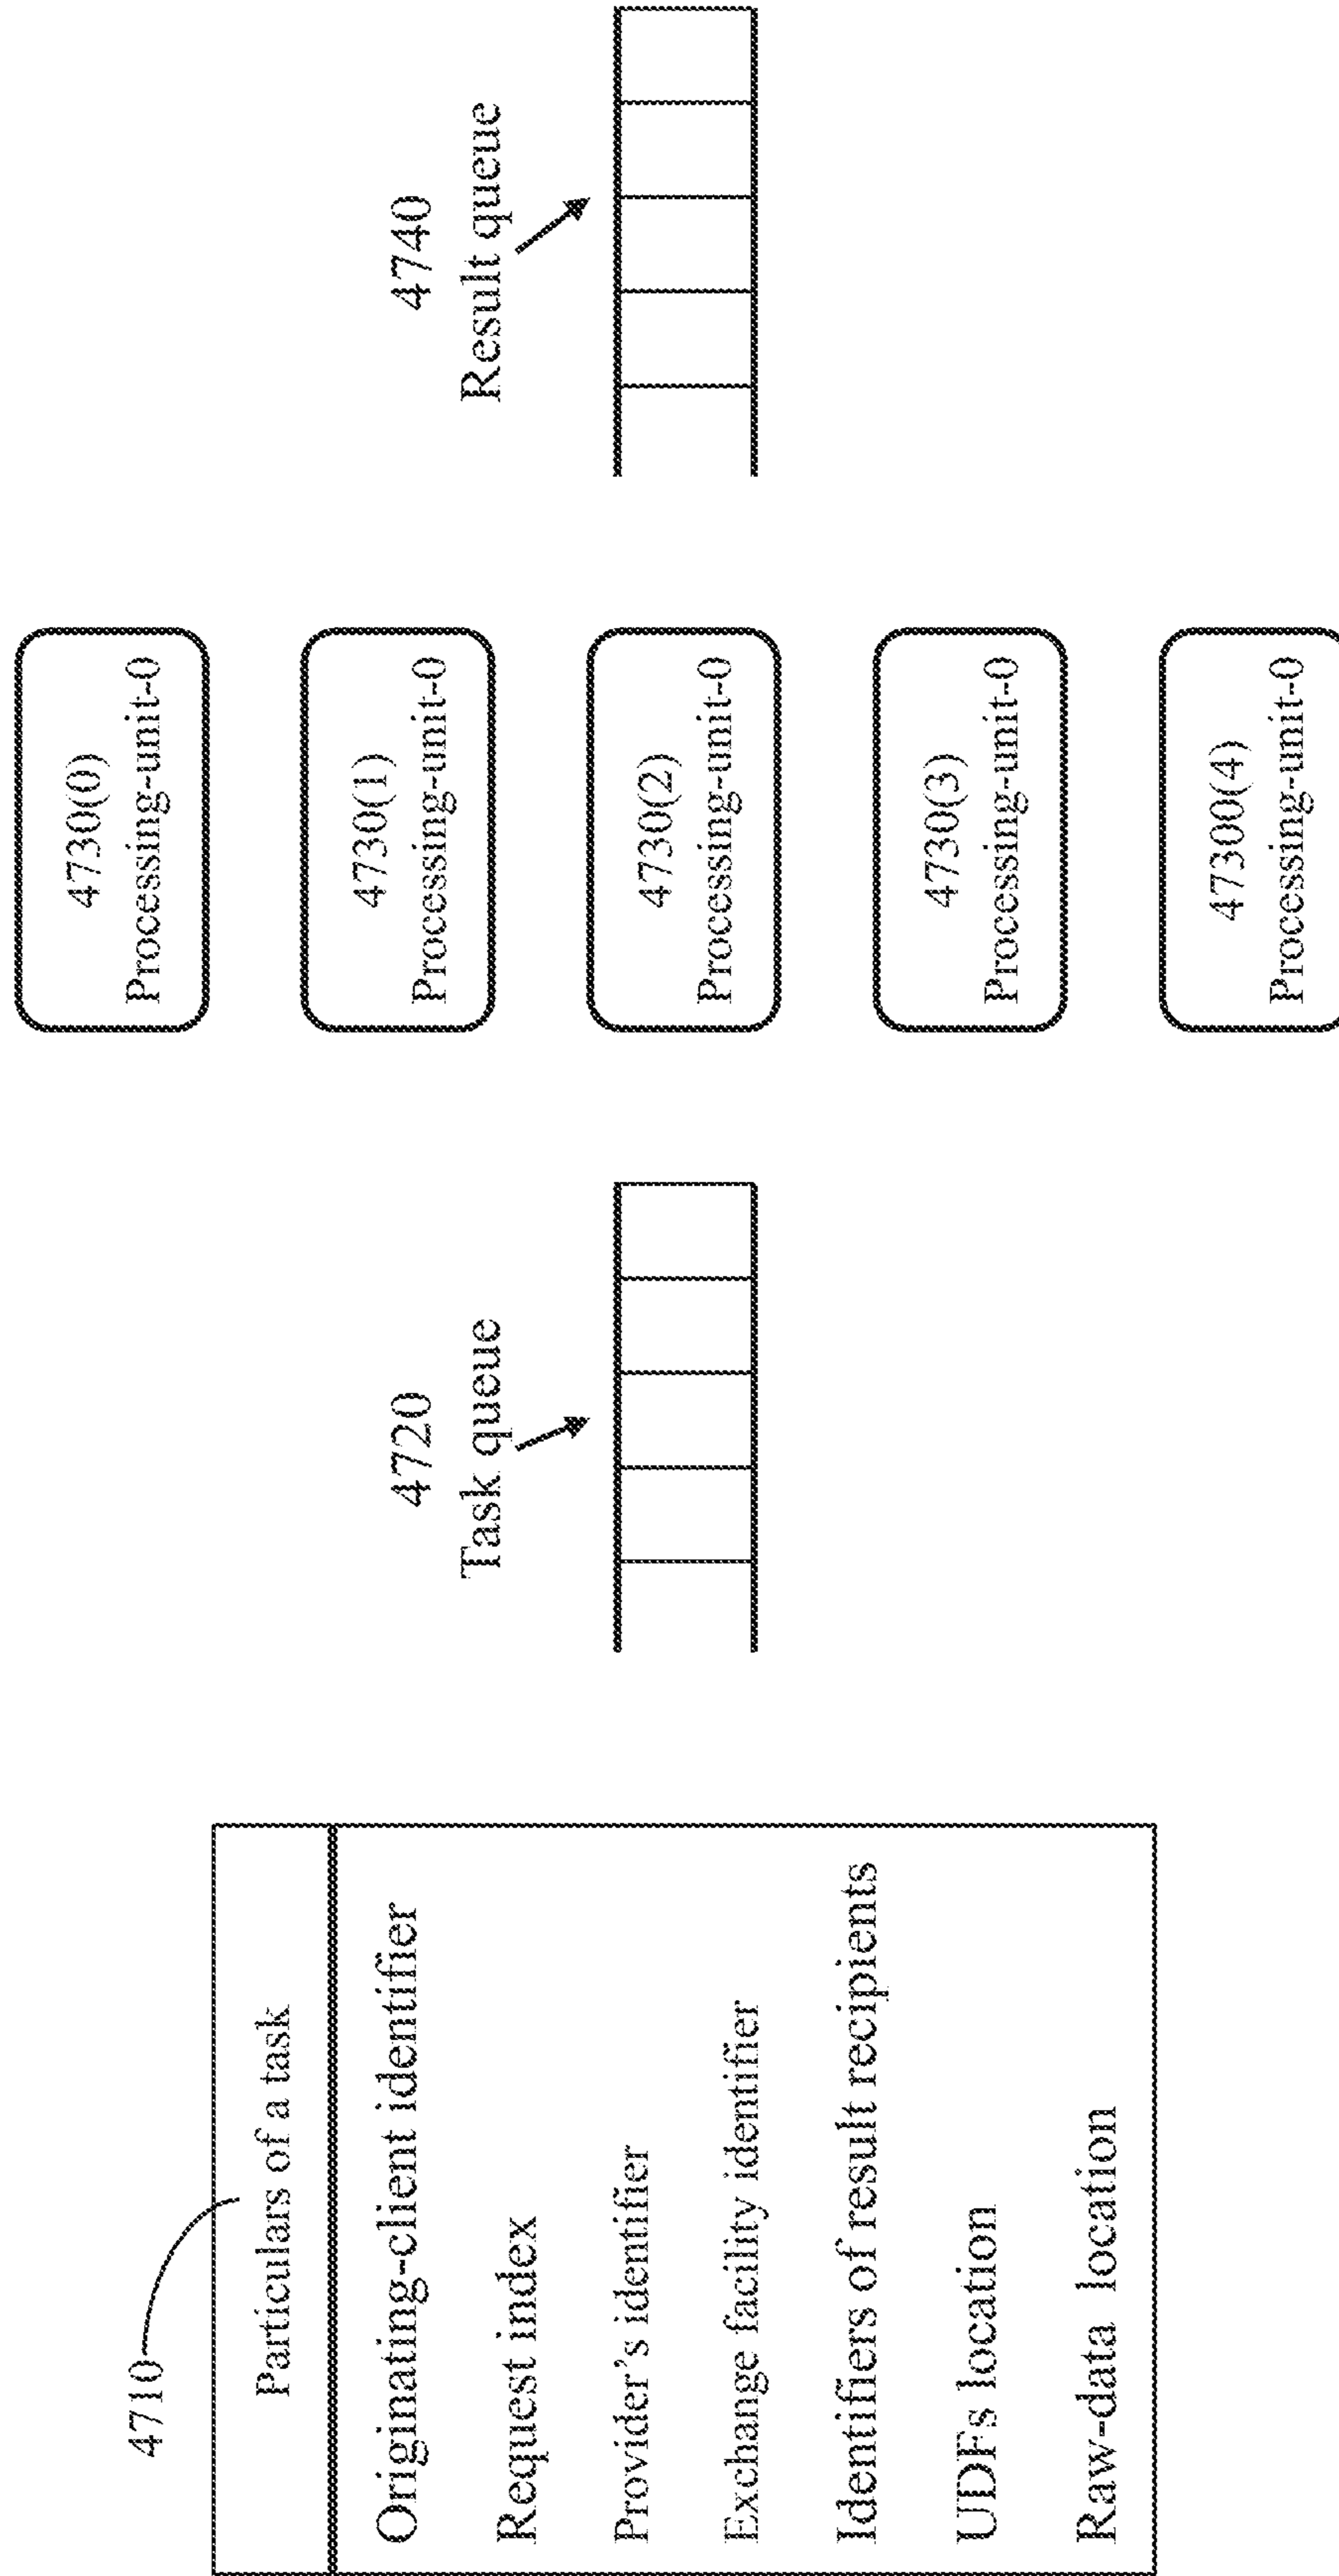 4710
Particulars of a task
Originating-client identifier
Request index
Provider's identifier
Exchange facility identifier
Identifiers of result recipients
UDFs location
Raw-data location
4720
Task queue
4730(0)
Processing-unit-0
4730(1)
Processing-unit-0
4730(2)
Processing-unit-0
4730(3)
Processing-unit-0
47300(4)
Processing-unit-0
4740
Result queue